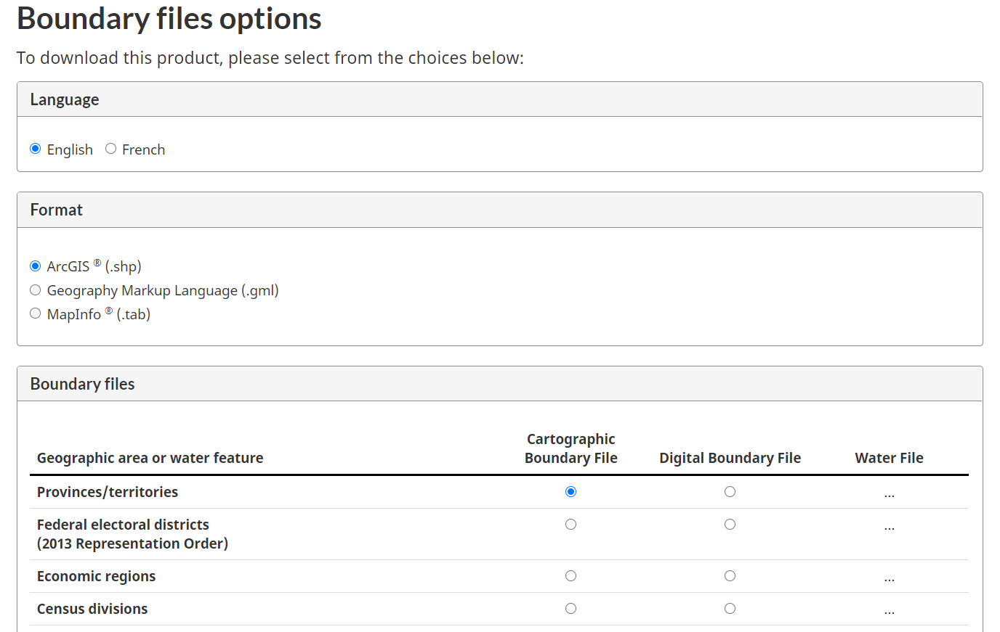 Boundary files options
To download this product, please select from the choices below:
Language
English French
Format
ArcGIS ® (.shp)
Geography Markup Language (.gml)
MapInfo ® (.tab)
Boundary files
Geographic area or water feature Cartographic Boundary File Digital Boundary File Water File
Provinces/territories ...
Federal electoral districts
(2013 Representation Order) ...
Economic regions ...
Census divisions ...